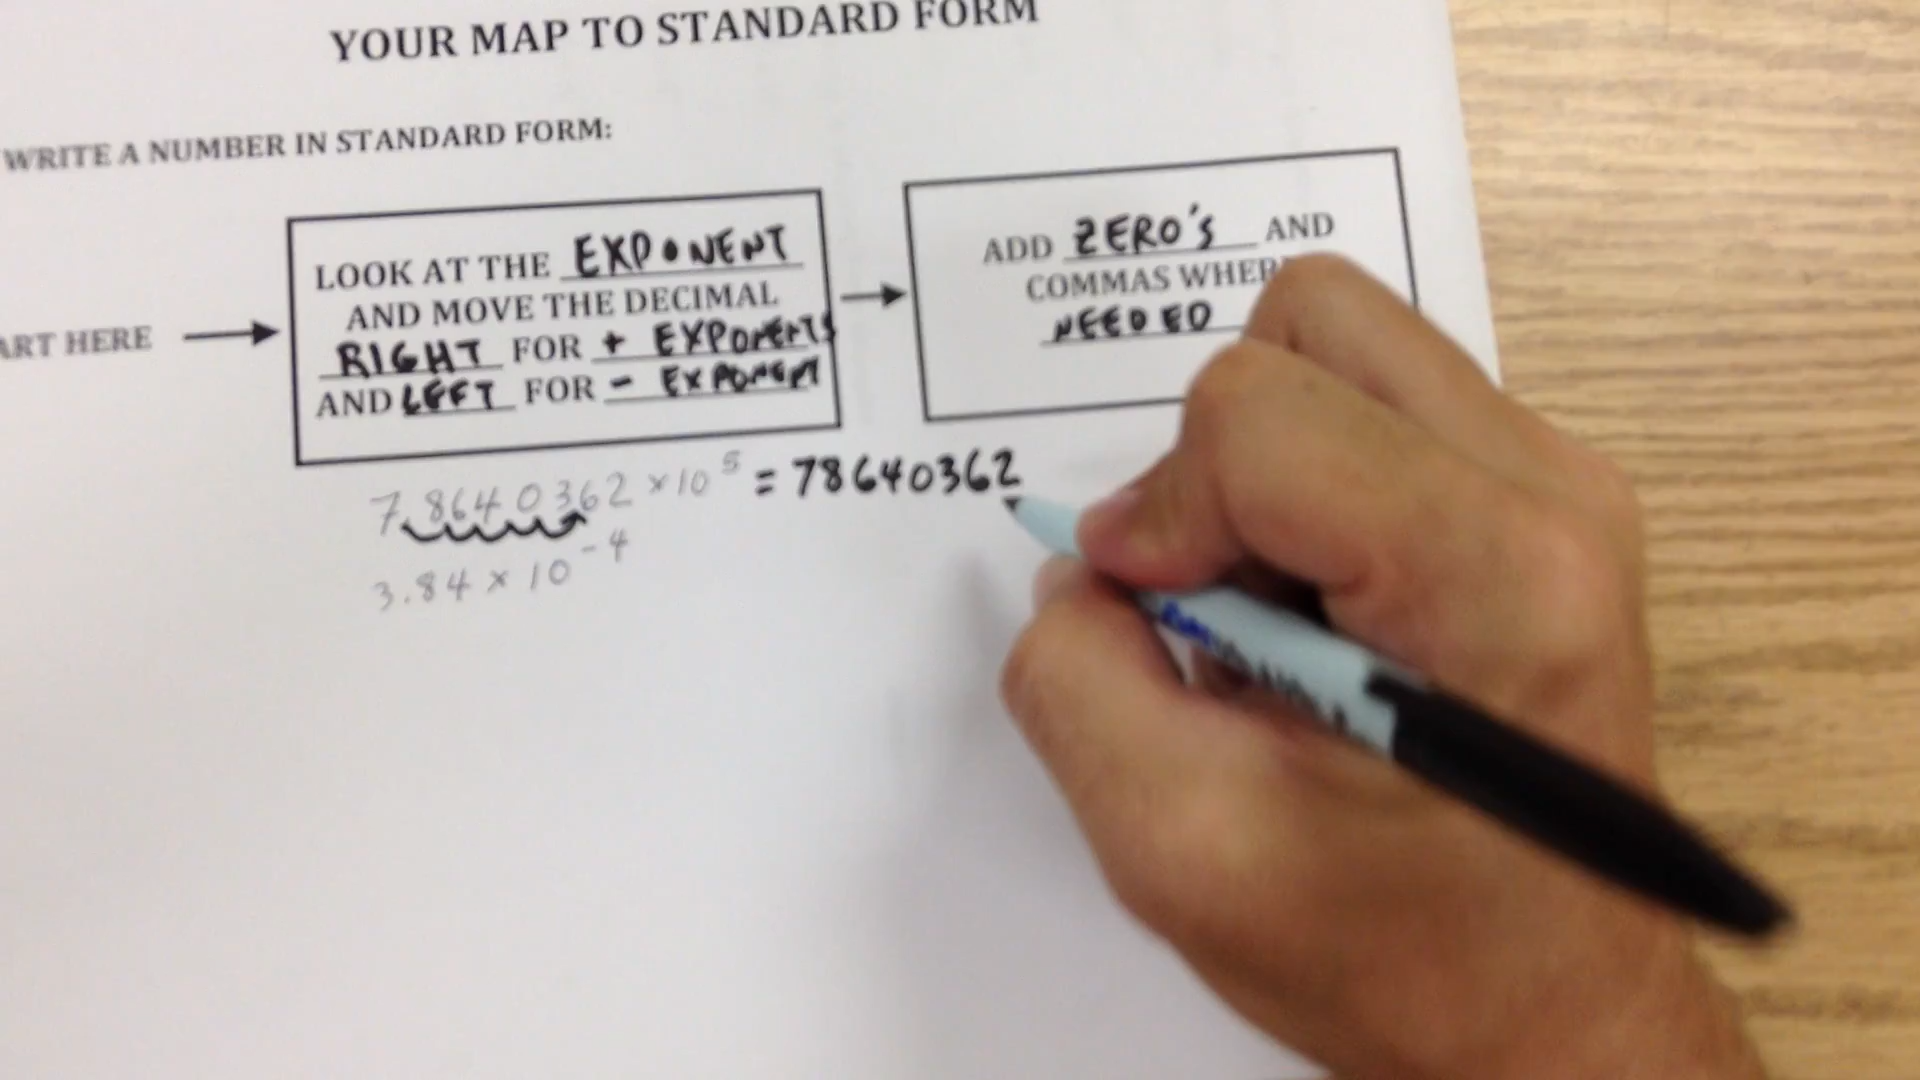 YOUR MAP TO STANDARD FORM
WRITE A NUMBER IN STANDARD FORM:
ART HERE
LOOK AT THE EXPONENT
AND MOVE THE DECIMAL
RIGHT FOR + EXPONENTS
AND LEFT FOR - EXPONENT
ADD ZERO'S AND
COMMAS WHER
NEEDED
7.8640362 × 10^5 = 78640362
3.84 × 10^-4